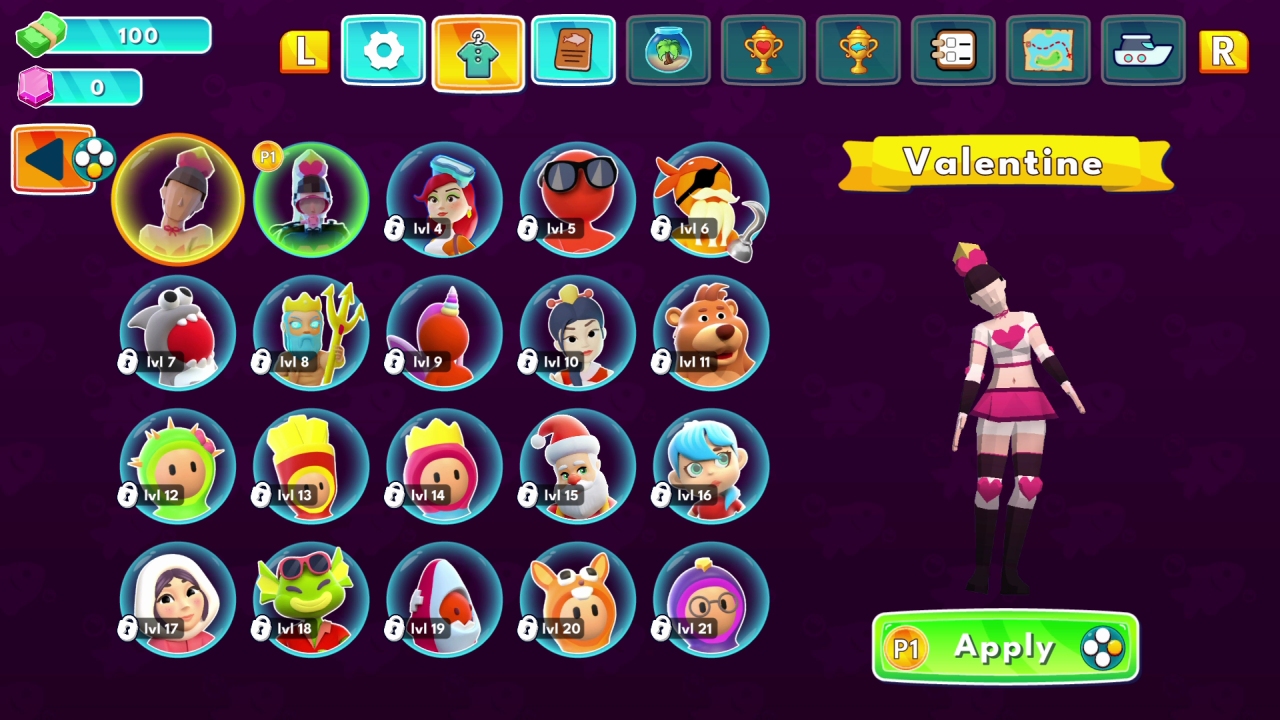 100
0
L
R
P1
Valentine
lvl 4
lvl 5
lvl 6
lvl 7
lvl 8
lvl 9
lvl 10
lvl 11
lvl 12
lvl 13
lvl 14
lvl 15
lvl 16
lvl 17
lvl 18
lvl 19
lvl 20
lvl 21
P1 Apply